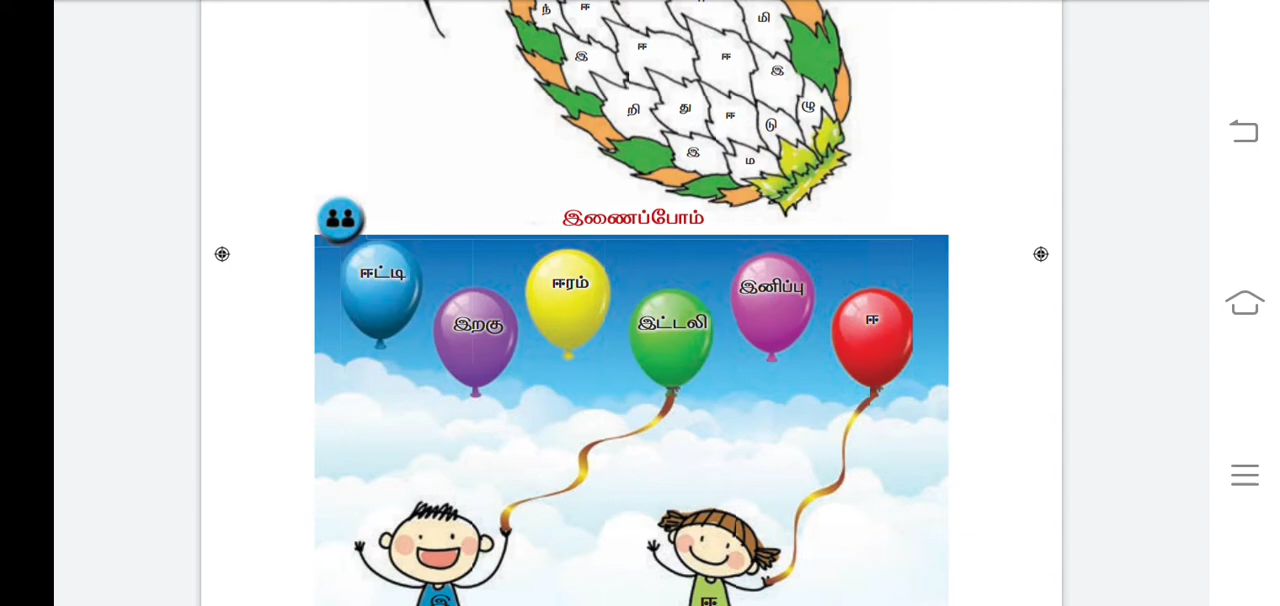 ந் ஈ மி
இ ஈ ஈ இ
றி து ஈ டு ழு
இ ம
இணைப்போம்
ஈட்டி
இறகு
ஈரம்
இட்டலி
இனிப்பு
ஈ
இ
ஈ